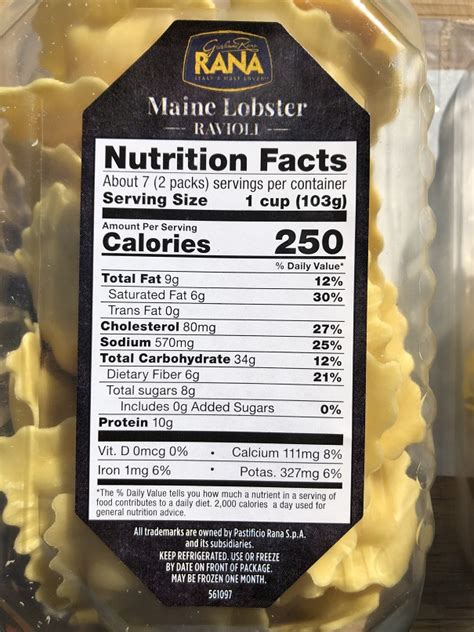 Giovanni Rana
RANA
ITALY'S MOST LOVED
Maine Lobster
RAVIOLI
Nutrition Facts
About 7 (2 packs) servings per container
Serving Size 1 cup (103g)
Amount Per Serving
Calories 250
% Daily Value*
Total Fat 9g 12%
Saturated Fat 6g 30%
Trans Fat 0g
Cholesterol 80mg 27%
Sodium 570mg 25%
Total Carbohydrate 34g 12%
Dietary Fiber 6g 21%
Total sugars 8g
Includes 0g Added Sugars 0%
Protein 10g
Vit. D 0mcg 0% • Calcium 111mg 8%
Iron 1mg 6% • Potas. 327mg 6%
*The % Daily Value tells you how much a nutrient in a serving of
food contributes to a daily diet. 2,000 calories a day used for
general nutrition advice.
All trademarks are owned by Pastificio Rana S.p.A.
and its subsidiaries.
KEEP REFRIGERATED. USE OR FREEZE
BY DATE ON FRONT OF PACKAGE.
MAY BE FROZEN ONE MONTH.
561097